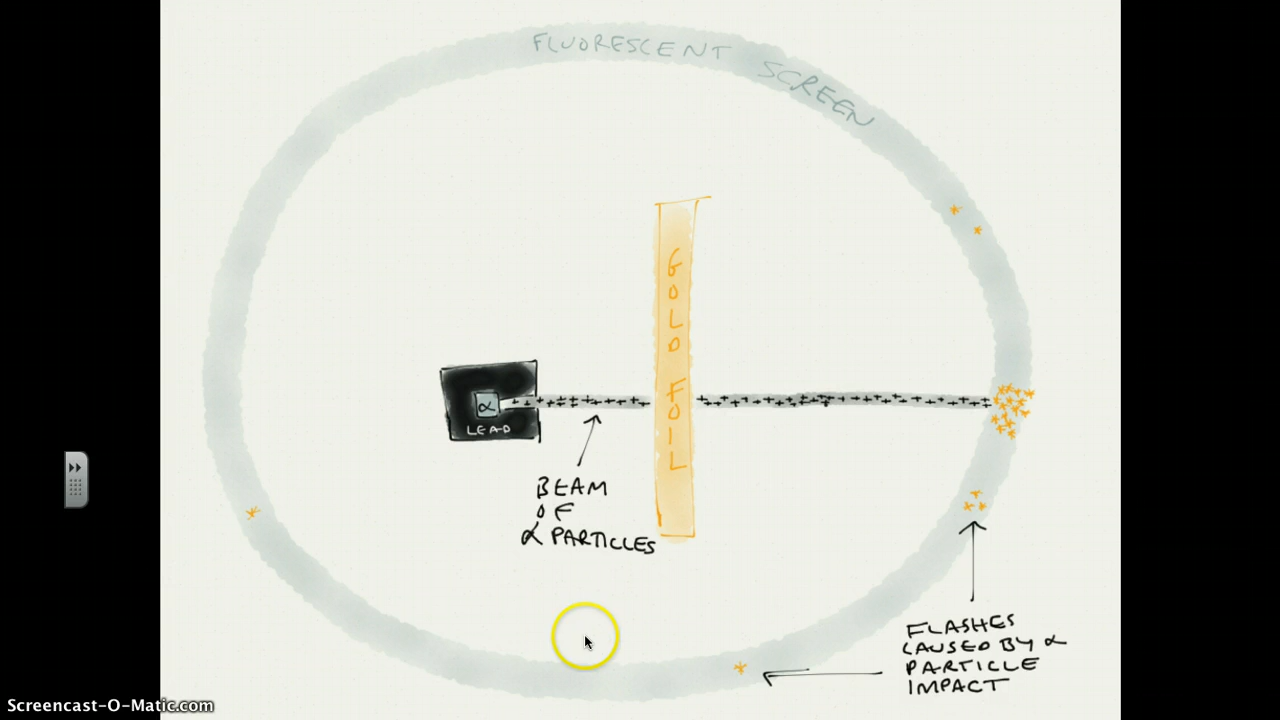 FLUORESCENT SCREEN
GOLD FOIL
α
LEAD
BEAM
OF
α PARTICLES
FLASHES
CAUSED BY α
PARTICLE
IMPACT
Screencast-O-Matic.com